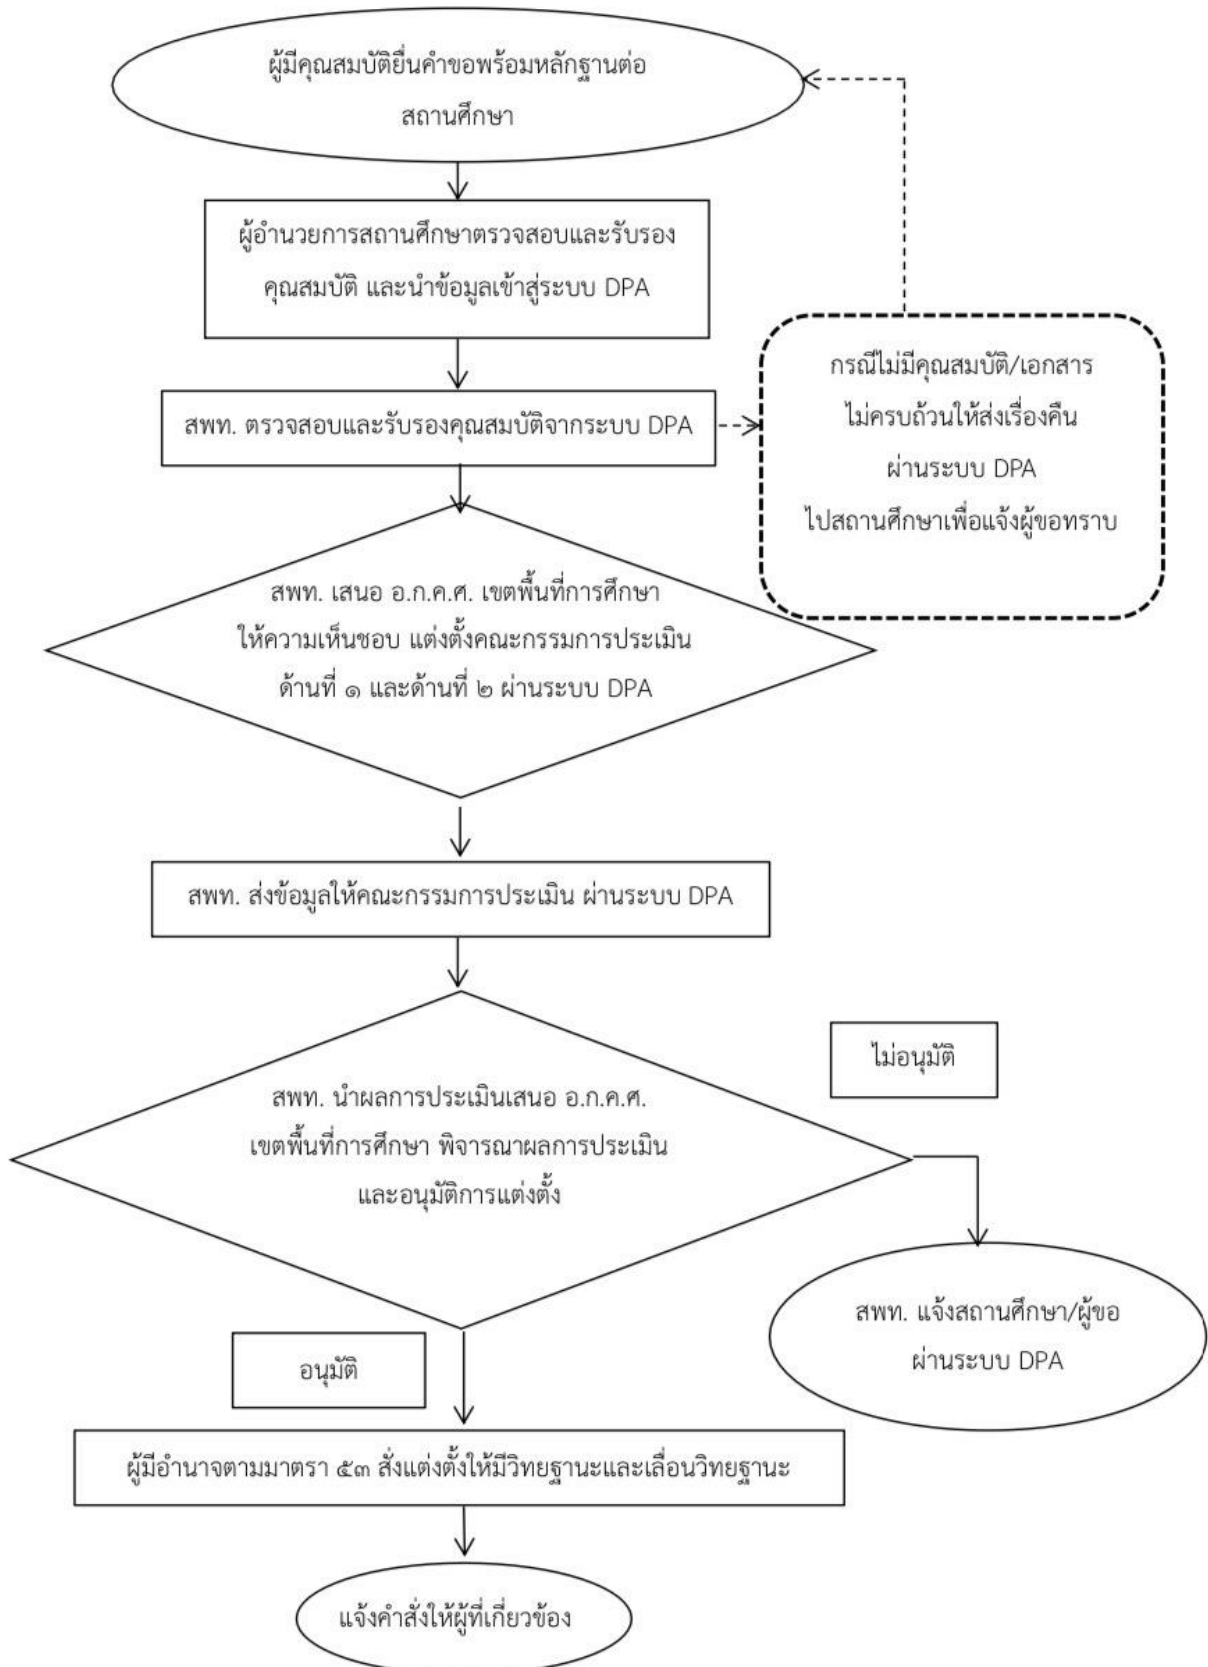 ผู้มีคุณสมบัติยื่นคำขอพร้อมหลักฐานต่อ
สถานศึกษา
ผู้อำนวยการสถานศึกษาตรวจสอบและรับรอง
คุณสมบัติ และนำข้อมูลเข้าสู่ระบบ DPA
กรณีไม่มีคุณสมบัติ/เอกสาร
ไม่ครบถ้วนให้ส่งเรื่องคืน
ผ่านระบบ DPA
ไปสถานศึกษาเพื่อแจ้งผู้ขอทราบ
สพท. ตรวจสอบและรับรองคุณสมบัติจากระบบ DPA
สพท. เสนอ อ.ก.ค.ศ. เขตพื้นที่การศึกษา
ให้ความเห็นชอบ แต่งตั้งคณะกรรมการประเมิน
ด้านที่ ๑ และด้านที่ ๒ ผ่านระบบ DPA
สพท. ส่งข้อมูลให้คณะกรรมการประเมิน ผ่านระบบ DPA
ไม่อนุมัติ
สพท. นำผลการประเมินเสนอ อ.ก.ค.ศ.
เขตพื้นที่การศึกษา พิจารณาผลการประเมิน
และอนุมัติการแต่งตั้ง
สพท. แจ้งสถานศึกษา/ผู้ขอ
ผ่านระบบ DPA
อนุมัติ
ผู้มีอำนาจตามมาตรา ๕๓ สั่งแต่งตั้งให้มีวิทยฐานะและเลื่อนวิทยฐานะ
แจ้งคำสั่งให้ผู้ที่เกี่ยวข้อง